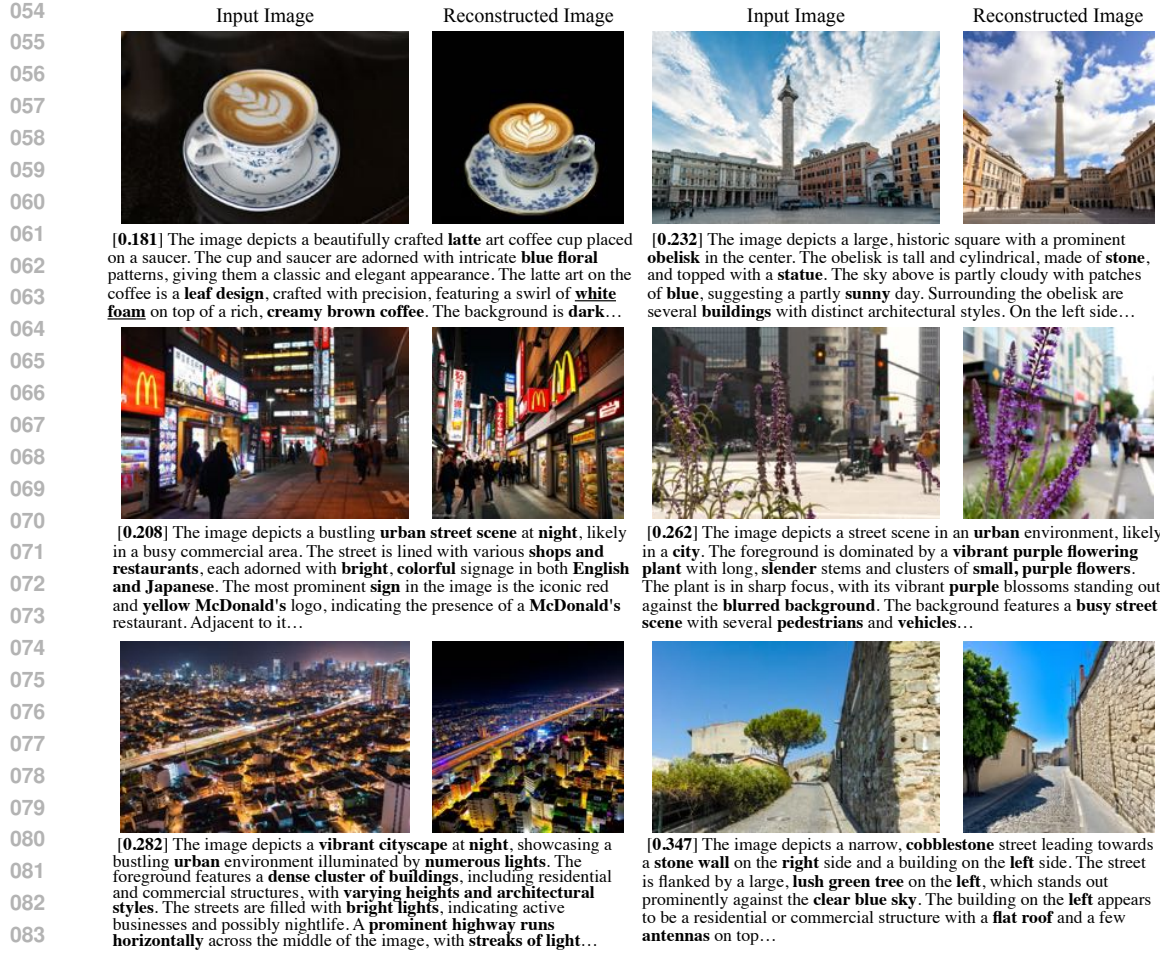 054
055
056
057
058
059
060
061
062
063
064
065
066
067
068
069
070
071
072
073
074
075
076
077
078
079
080
081
082
083
Input Image Reconstructed Image Input Image Reconstructed Image
[0.181] The image depicts a beautifully crafted latte art coffee cup placed
on a saucer. The cup and saucer are adorned with intricate blue floral
patterns, giving them a classic and elegant appearance. The latte art on the
coffee is a leaf design, crafted with precision, featuring a swirl of white
foam on top of a rich, creamy brown coffee. The background is dark…
[0.232] The image depicts a large, historic square with a prominent
obelisk in the center. The obelisk is tall and cylindrical, made of stone,
and topped with a statue. The sky above is partly cloudy with patches
of blue, suggesting a partly sunny day. Surrounding the obelisk are
several buildings with distinct architectural styles. On the left side…
[0.208] The image depicts a bustling urban street scene at night, likely
in a busy commercial area. The street is lined with various shops and
restaurants, each adorned with bright, colorful signage in both English
and Japanese. The most prominent sign in the image is the iconic red
and yellow McDonald's logo, indicating the presence of a McDonald's
restaurant. Adjacent to it…
[0.262] The image depicts a street scene in an urban environment, likely
in a city. The foreground is dominated by a vibrant purple flowering
plant with long, slender stems and clusters of small, purple flowers.
The plant is in sharp focus, with its vibrant purple blossoms standing out
against the blurred background. The background features a busy street
scene with several pedestrians and vehicles…
[0.282] The image depicts a vibrant cityscape at night, showcasing a
bustling urban environment illuminated by numerous lights. The
foreground features a dense cluster of buildings, including residential
and commercial structures, with varying heights and architectural
styles. The streets are filled with bright lights, indicating active
businesses and possibly nightlife. A prominent highway runs
horizontally across the middle of the image, with streaks of light…
[0.347] The image depicts a narrow, cobblestone street leading towards
a stone wall on the right side and a building on the left side. The street
is flanked by a large, lush green tree on the left, which stands out
prominently against the clear blue sky. The building on the left appears
to be a residential or commercial structure with a flat roof and a few
antennas on top…